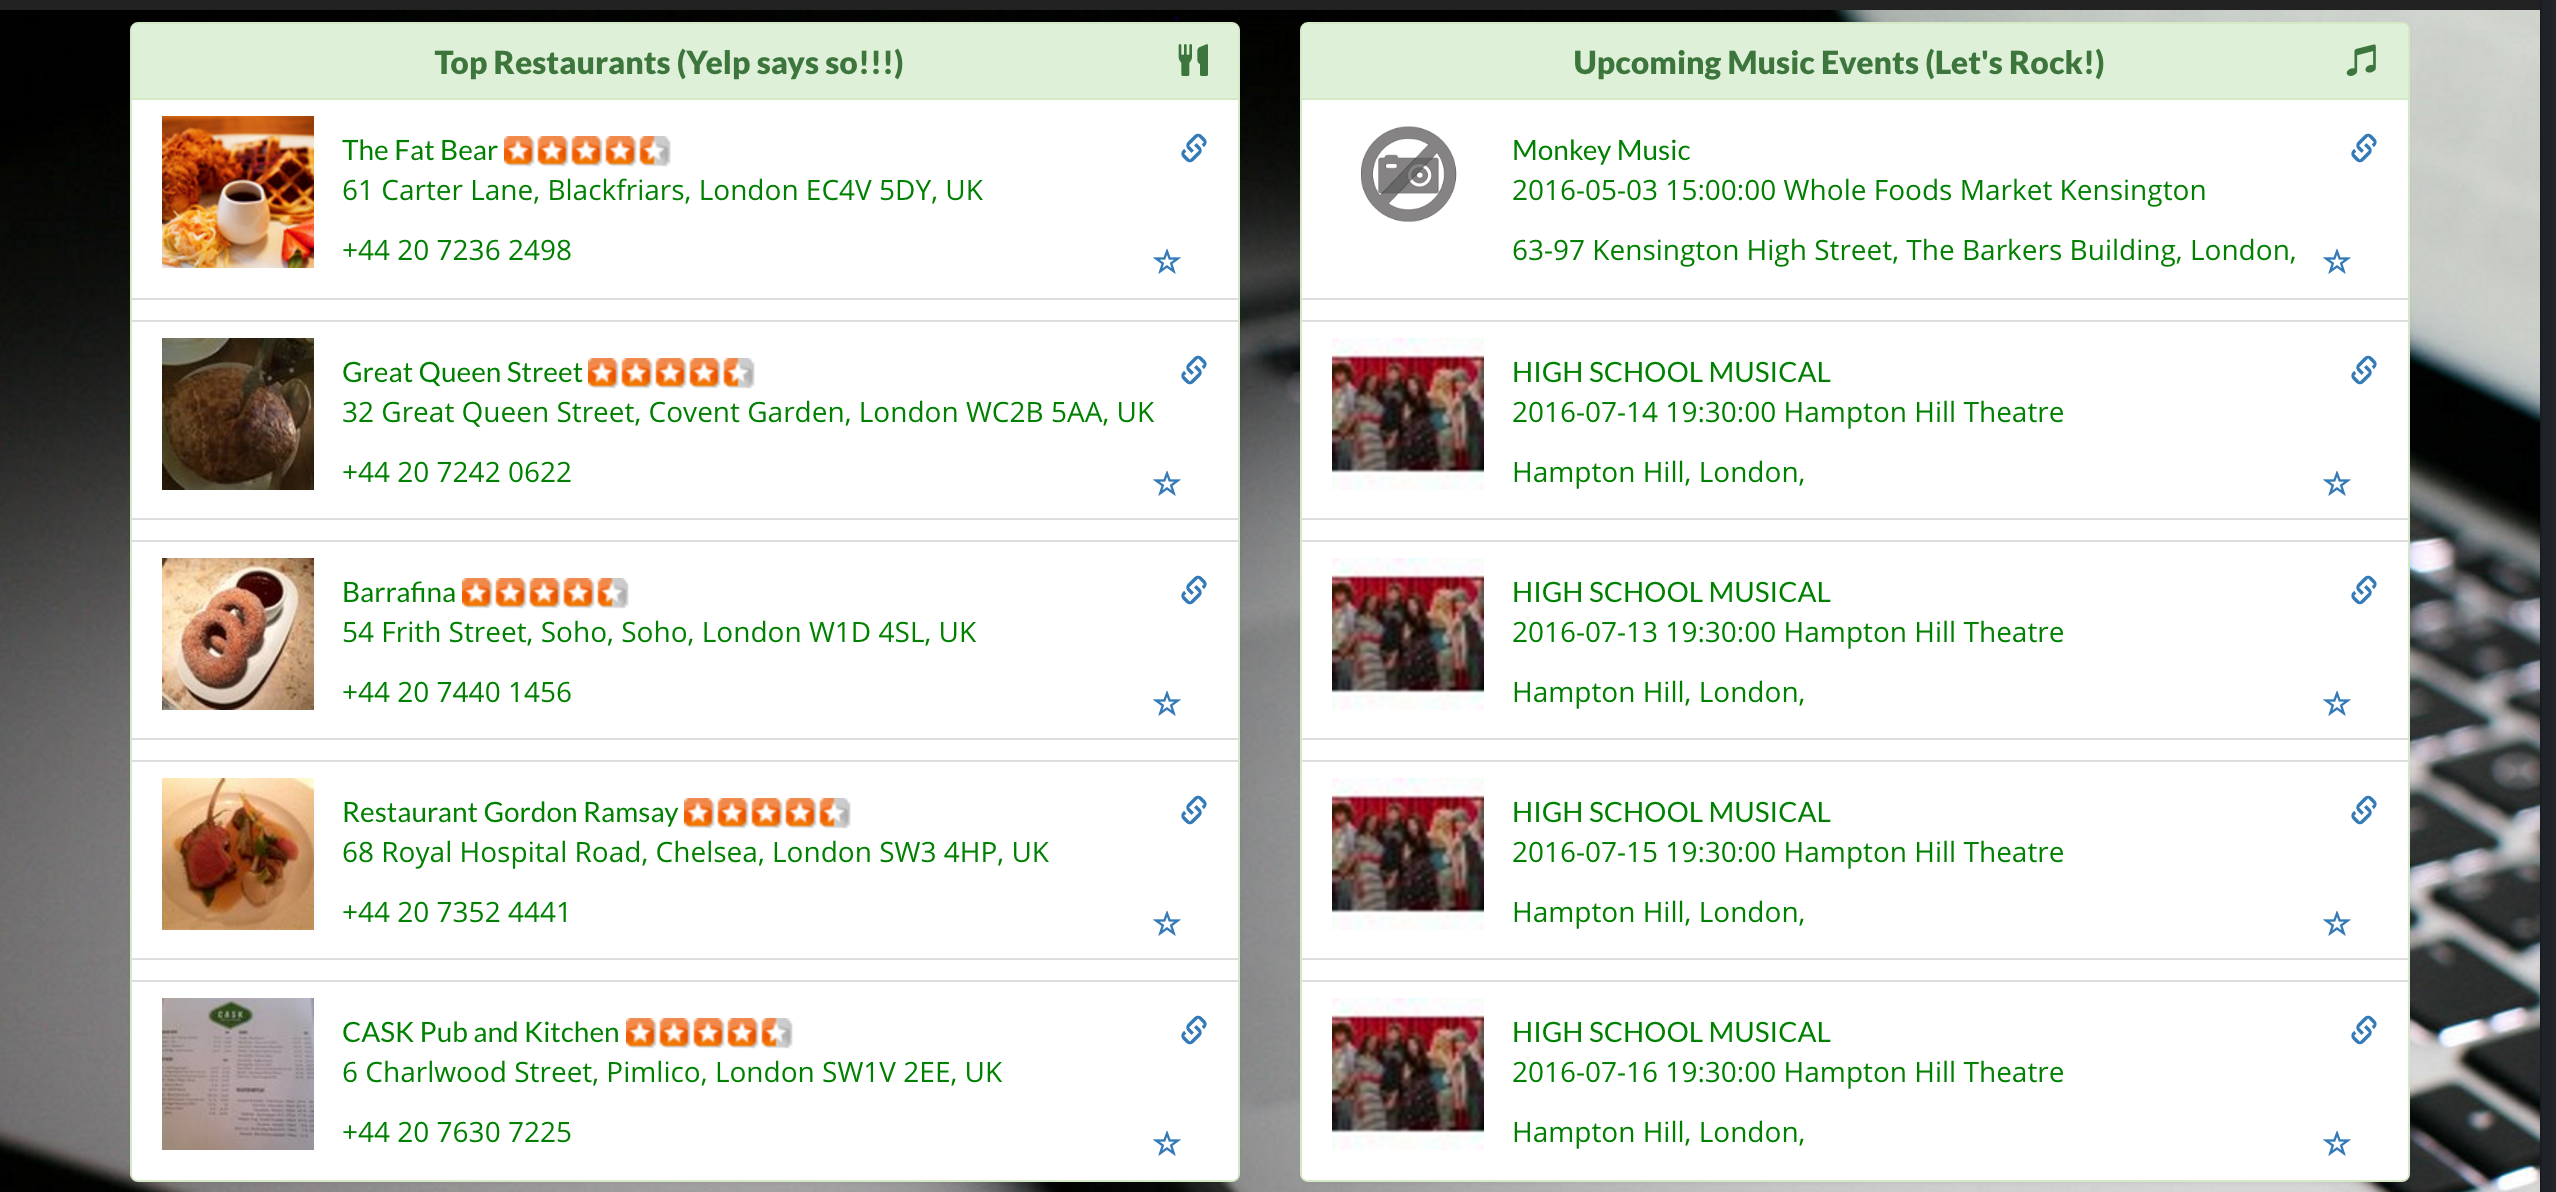 Top Restaurants (Yelp says so!!!)
The Fat Bear
61 Carter Lane, Blackfriars, London EC4V 5DY, UK
+44 20 7236 2498
Great Queen Street
32 Great Queen Street, Covent Garden, London WC2B 5AA, UK
+44 20 7242 0622
Barrafina
54 Frith Street, Soho, Soho, London W1D 4SL, UK
+44 20 7440 1456
Restaurant Gordon Ramsay
68 Royal Hospital Road, Chelsea, London SW3 4HP, UK
+44 20 7352 4441
CASK
CASK Pub and Kitchen
6 Charlwood Street, Pimlico, London SW1V 2EE, UK
+44 20 7630 7225
Upcoming Music Events (Let's Rock!)
Monkey Music
2016-05-03 15:00:00 Whole Foods Market Kensington
63-97 Kensington High Street, The Barkers Building, London,
HIGH SCHOOL MUSICAL
2016-07-14 19:30:00 Hampton Hill Theatre
Hampton Hill, London,
HIGH SCHOOL MUSICAL
2016-07-13 19:30:00 Hampton Hill Theatre
Hampton Hill, London,
HIGH SCHOOL MUSICAL
2016-07-15 19:30:00 Hampton Hill Theatre
Hampton Hill, London,
HIGH SCHOOL MUSICAL
2016-07-16 19:30:00 Hampton Hill Theatre
Hampton Hill, London,